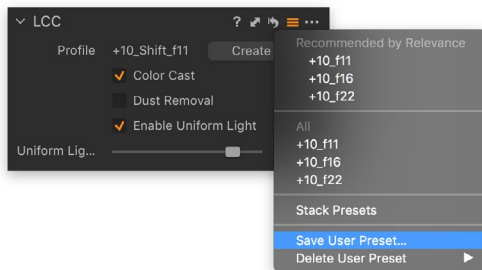 LCC ?
Profile +10_Shift_f11 Create
Color Cast
Dust Removal
Enable Uniform Light
Uniform Lig...
Recommended by Relevance
+10_f11
+10_f16
+10_f22
All
+10_f11
+10_f16
+10_f22
Stack Presets
Save User Preset...
Delete User Preset